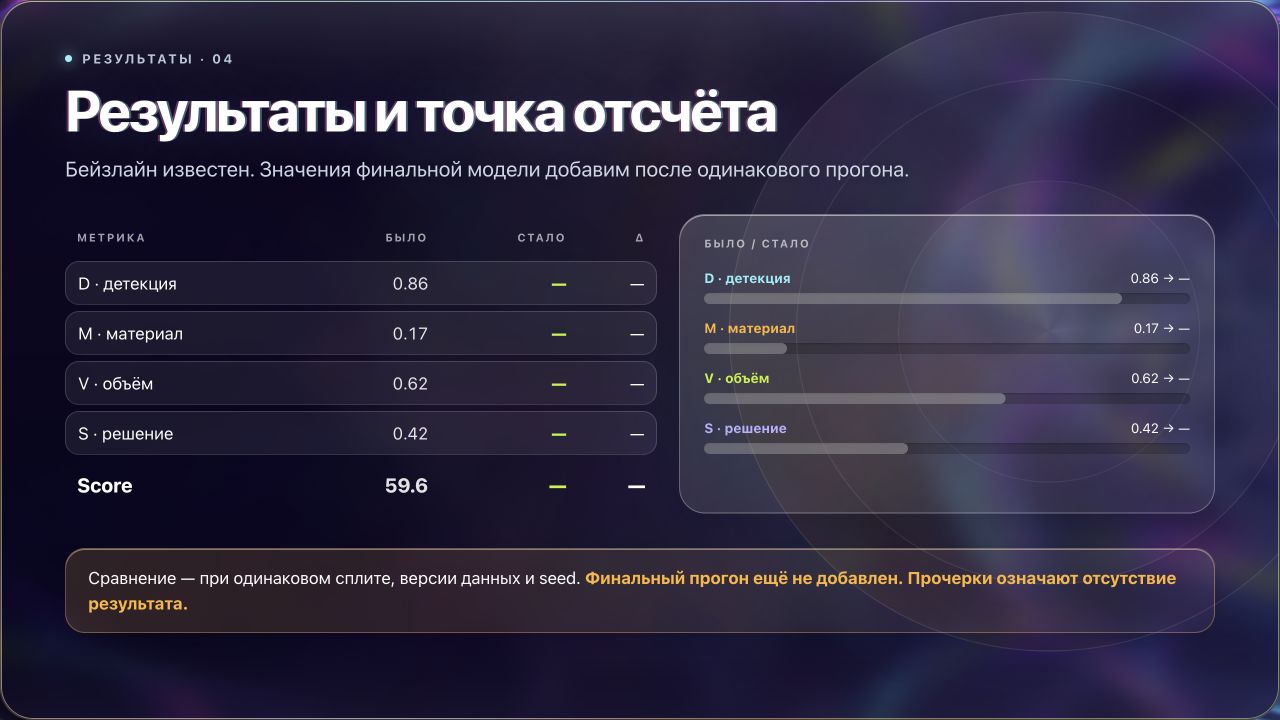 РЕЗУЛЬТАТЫ · 04
Результаты и точка отсчёта
Бейзлайн известен. Значения финальной модели добавим после одинакового прогона.
МЕТРИКА БЫЛО СТАЛО Δ
D · детекция 0.86 — —
M · материал 0.17 — —
V · объём 0.62 — —
S · решение 0.42 — —
Score 59.6 — —
БЫЛО / СТАЛО
D · детекция 0.86 → —
M · материал 0.17 → —
V · объём 0.62 → —
S · решение 0.42 → —
Сравнение — при одинаковом сплите, версии данных и seed. Финальный прогон ещё не добавлен. Прочерки означают отсутствие
результата.